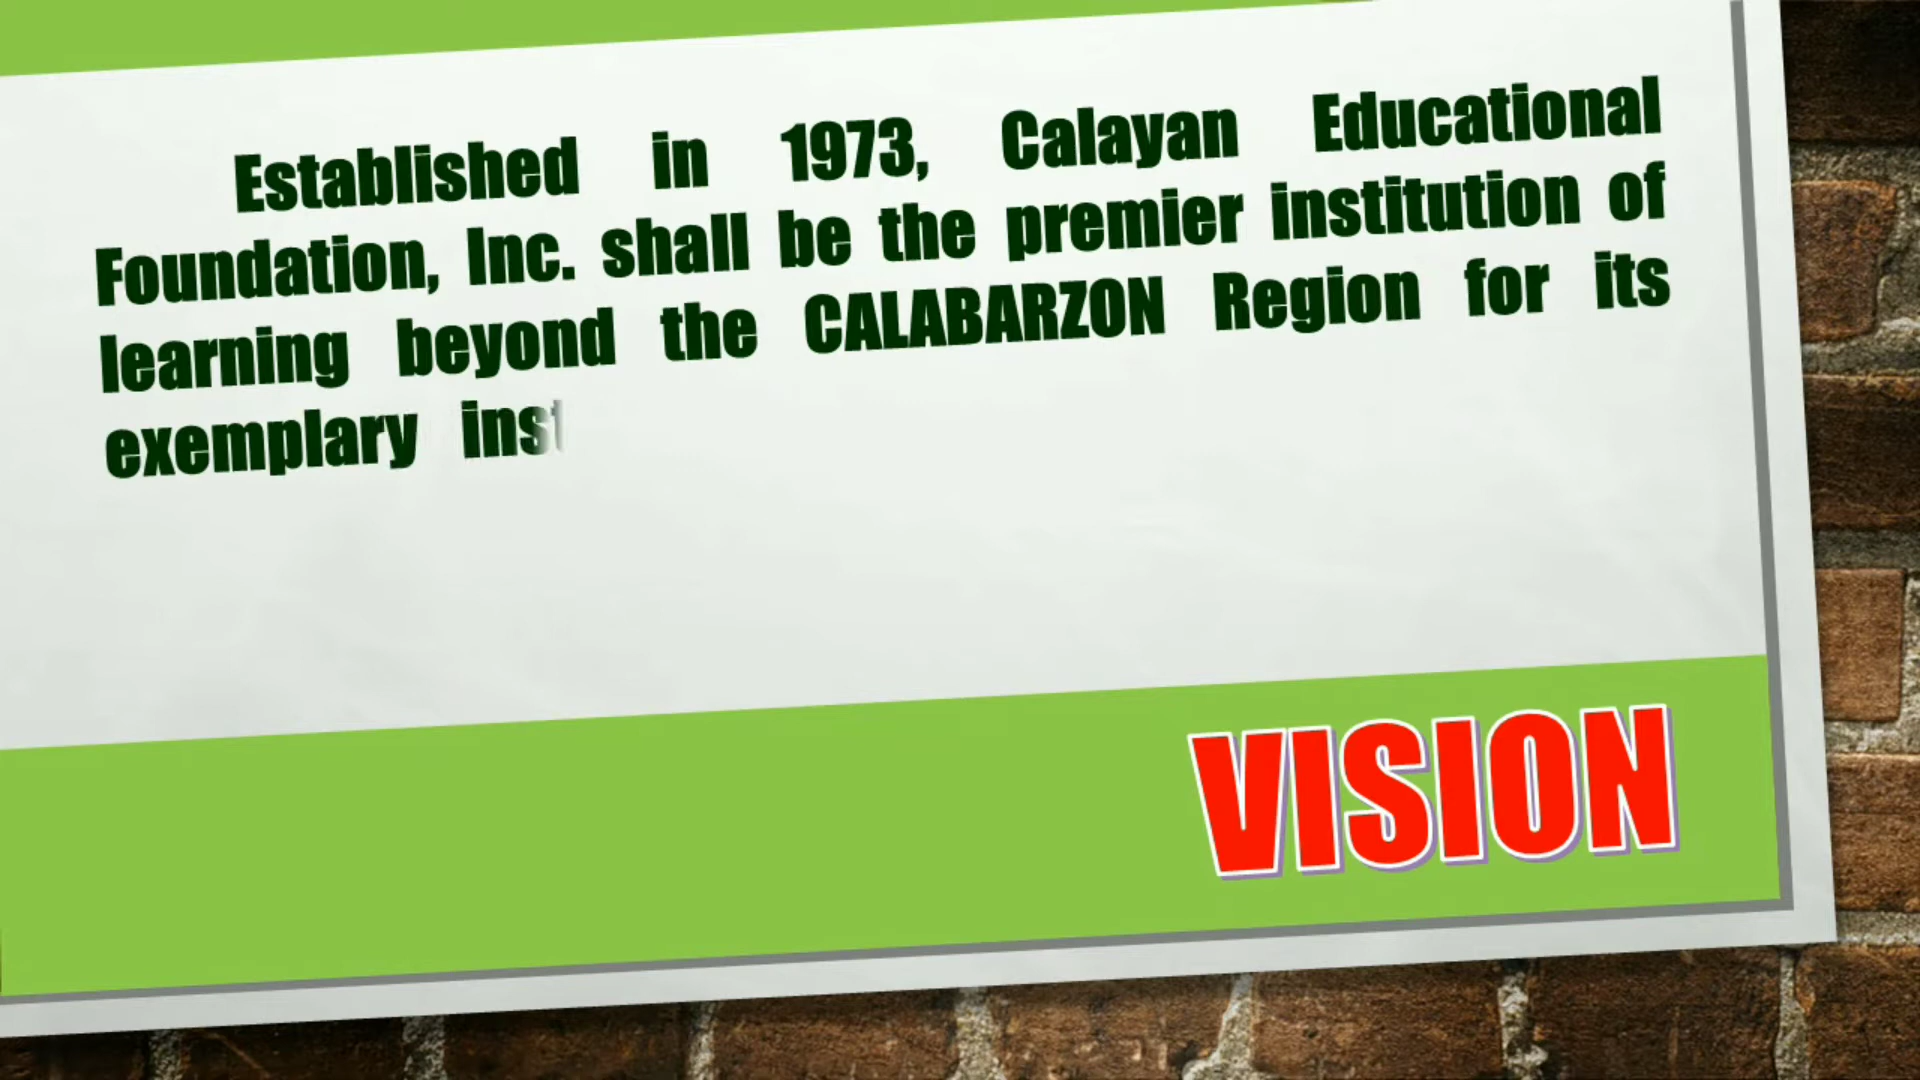 Established in 1973, Calayan Educational
Foundation, Inc. shall be the premier institution of
learning beyond the CALABARZON Region for its
exemplary
VISION